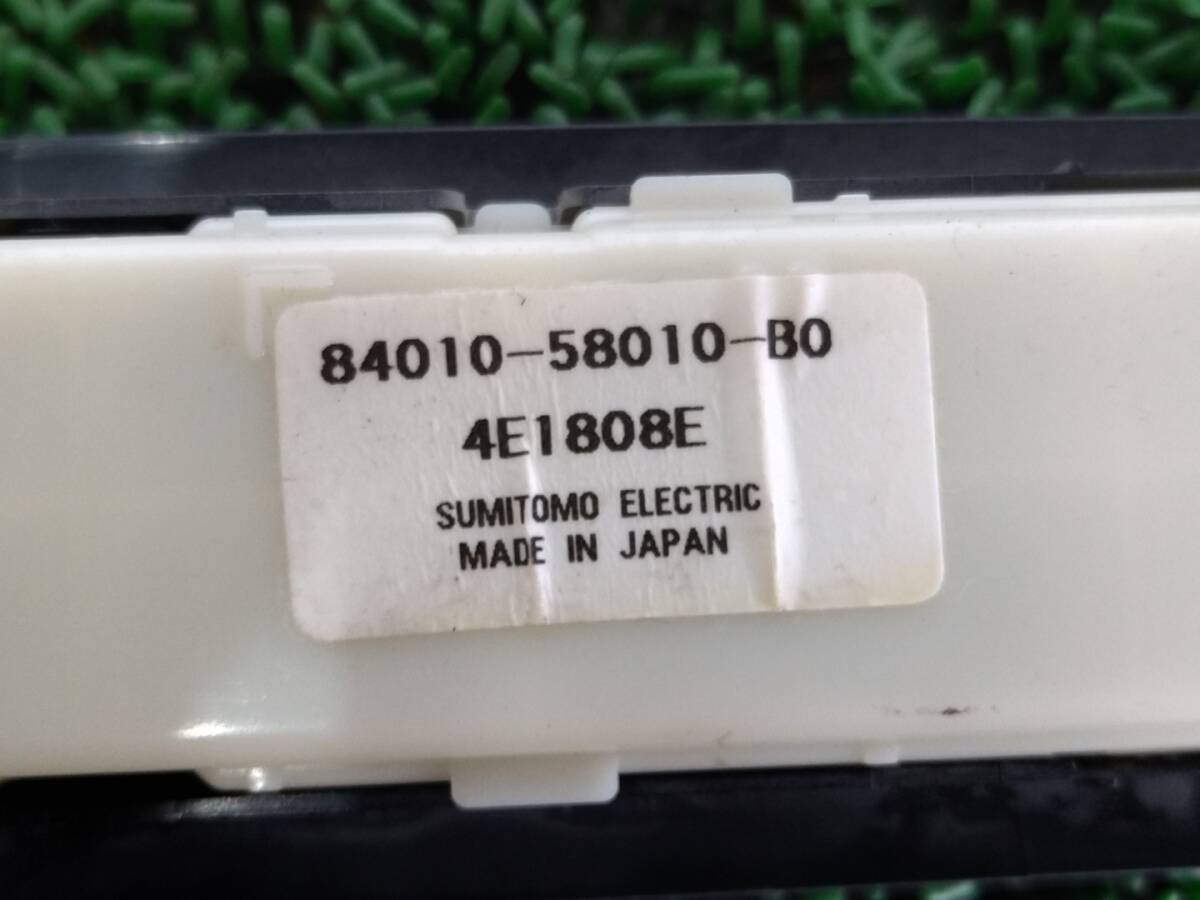 84010-58010-B0
4E1808E
SUMITOMO ELECTRIC
MADE IN JAPAN